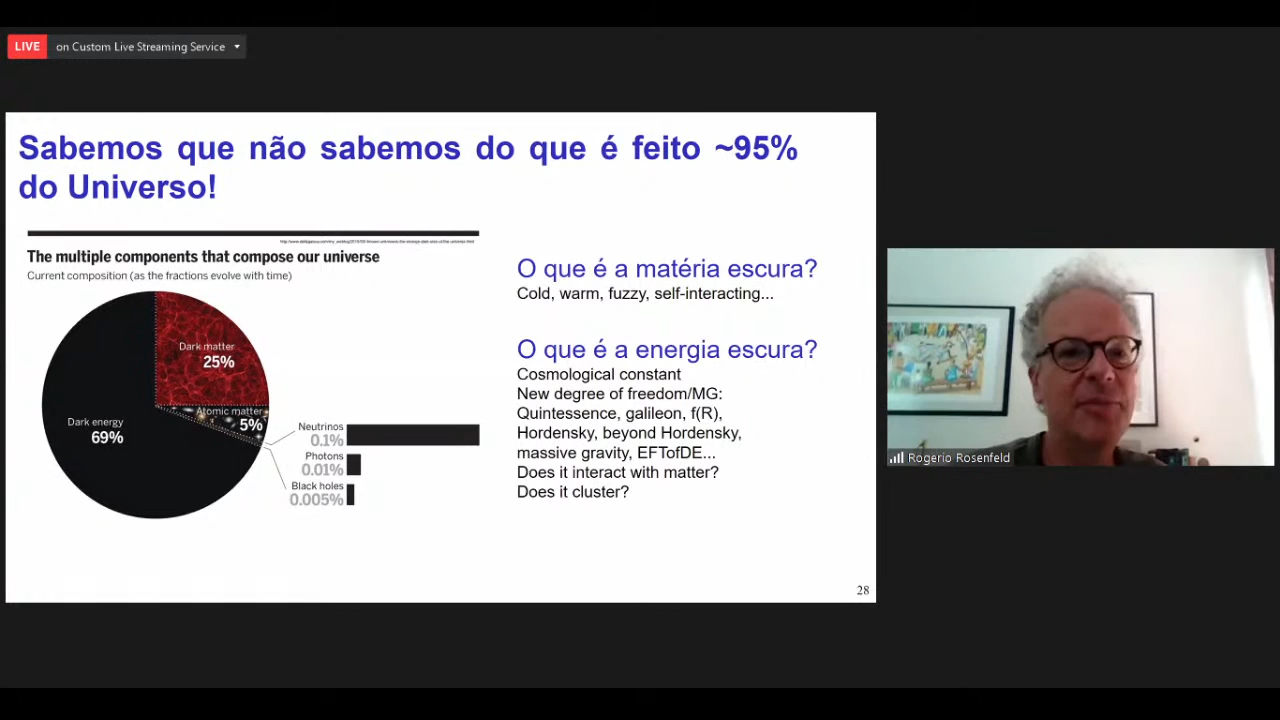 LIVE on Custom Live Streaming Service
Sabemos que não sabemos do que é feito ~95%
do Universo!
The multiple components that compose our universe
Current composition (as the fractions evolve with time)
Dark matter
25%
Atomic matter
5%
Dark energy
69%
Neutrinos
0.1%
Photons
0.01%
Black holes
0.005%
O que é a matéria escura?
Cold, warm, fuzzy, self-interacting...
O que é a energia escura?
Cosmological constant
New degree of freedom/MG:
Quintessence, galileon, f(R),
Hordensky, beyond Hordensky,
massive gravity, EFTofDE...
Does it interact with matter?
Does it cluster?
28
Rogerio Rosenfeld